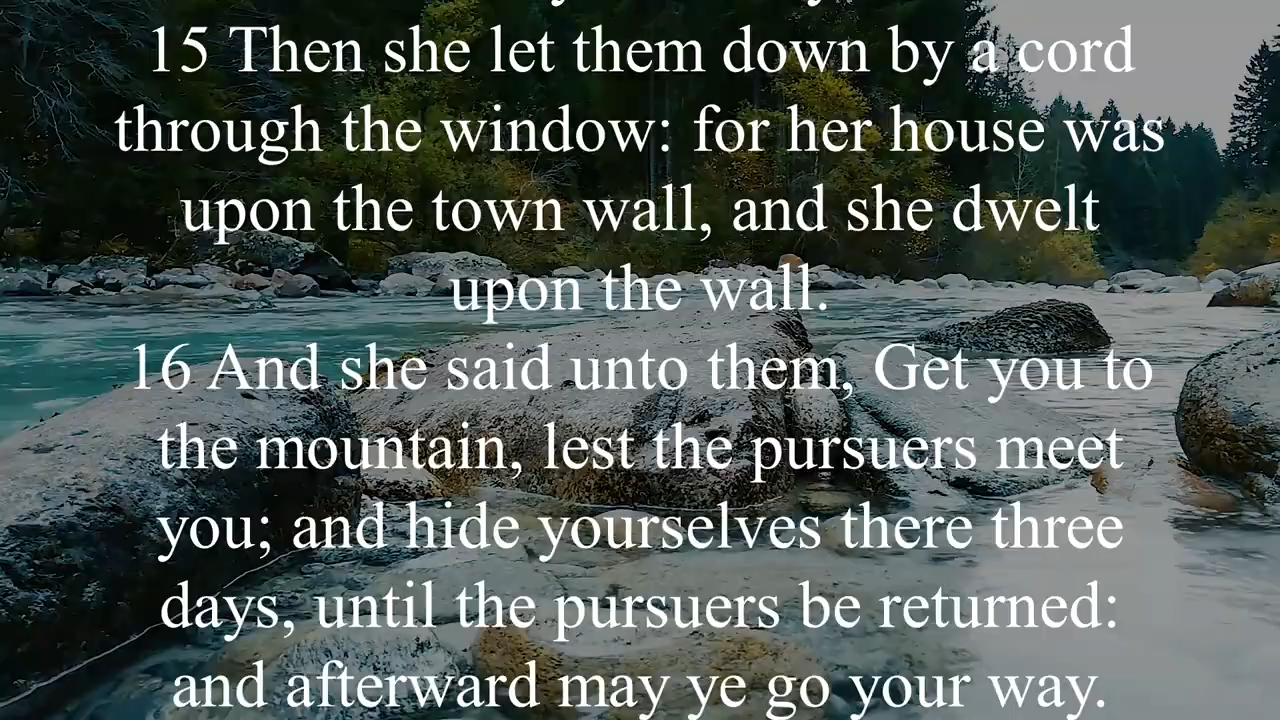 15 Then she let them down by a cord
through the window: for her house was
upon the town wall, and she dwelt
upon the wall.
16 And she said unto them, Get you to
the mountain, lest the pursuers meet
you; and hide yourselves there three
days, until the pursuers be returned:
and afterward may ye go your way.